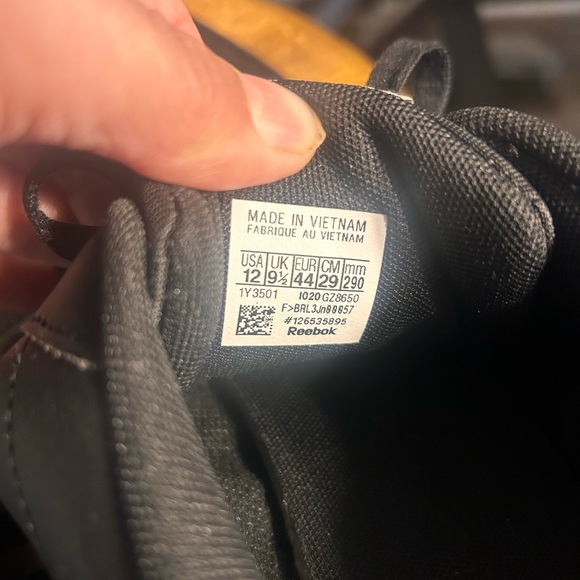 MADE IN VIETNAM
FABRIQUE AU VIETNAM
USA UK EUR CM mm
12 9½ 44 29 290
1Y3501 1020 GZ8650
F>BRL3Jn00057
#126535895
Reebok